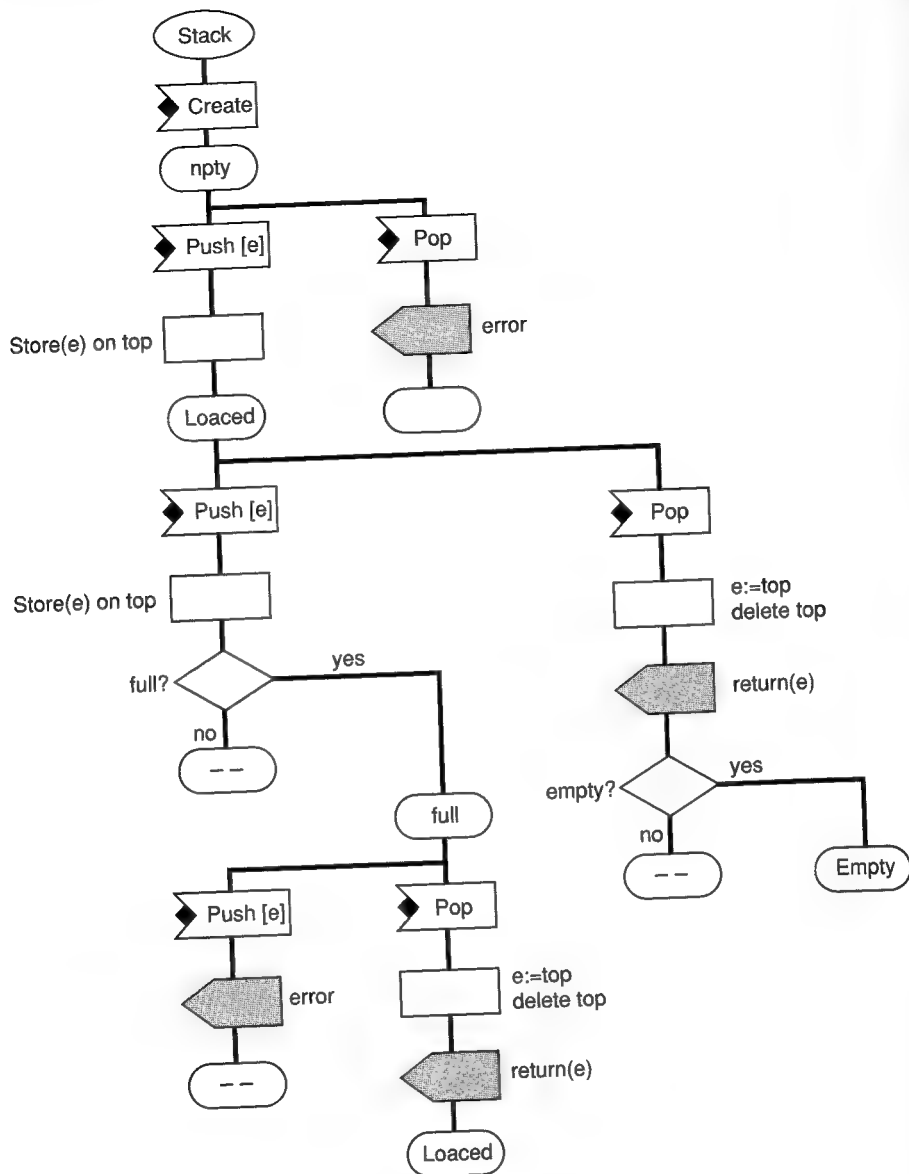 Stack
Create
npty
Push [e]
Pop
Store(e) on top
error
Loaced
Push [e]
Pop
Store(e) on top
e:=top
delete top
full?
yes
return(e)
no
– –
empty?
yes
full
no
– –
Empty
Push [e]
Pop
error
e:=top
delete top
– –
return(e)
Loaced